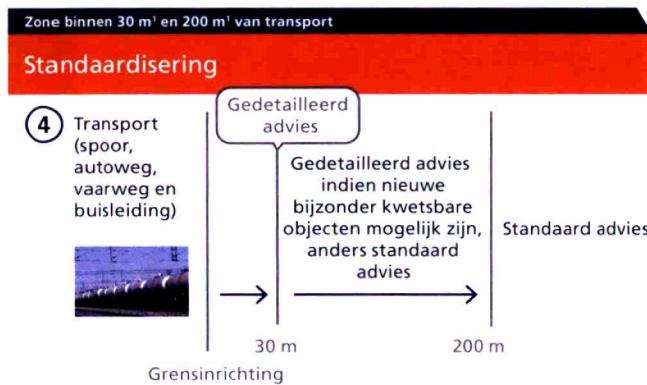 Zone binnen 30 m¹ en 200 m¹ van transport
Standaardisering
4
Transport
(spoor,
autoweg,
vaarweg en
buisleiding)
Gedetailleerd
advies
Gedetailleerd advies
indien nieuwe
bijzonder kwetsbare
objecten mogelijk zijn,
anders standaard
advies
Standaard advies
30 m
200 m
Grensinrichting